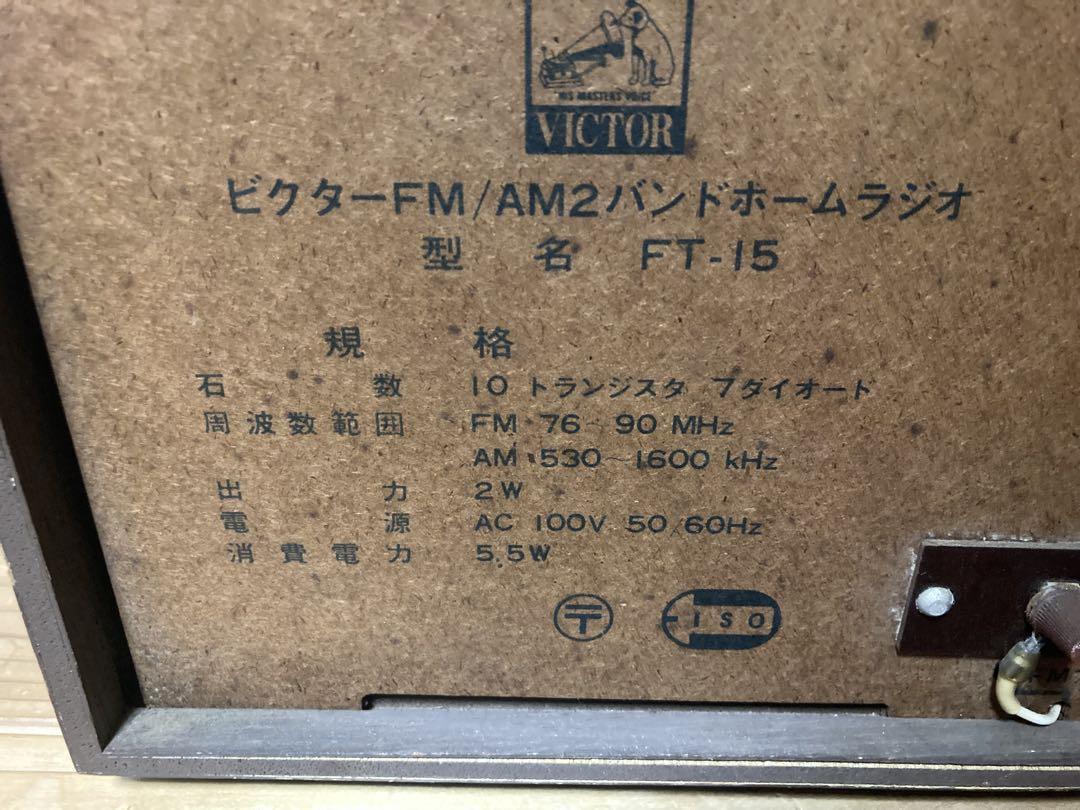 "HIS MASTER'S VOICE"
VICTOR
ビクターFM/AM2バンドホームラジオ
型名 FT-15
規格
石数 10 トランジスタ 7ダイオード
周波数範囲 FM 76~90 MHz
AM 530~1600 kHz
出力 2W
電源 AC 100V 50/60Hz
消費電力 5.5W
〒 ISO
FM